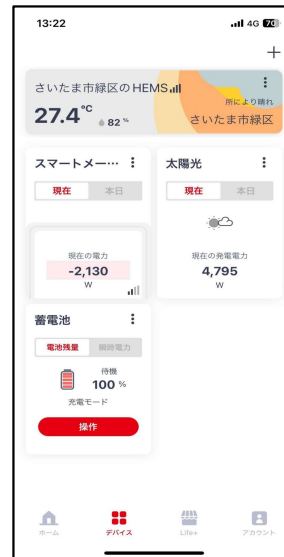 13:22
4G 70
+
さいたま市緑区のHEMS
所により晴れ
27.4℃ 82 %
さいたま市緑区
スマートメー…
現在 本日
現在の電力
-2,130
W
太陽光
現在 本日
現在の発電電力
4,795
W
蓄電池
電池残量 瞬時電力
待機
100 %
充電モード
操作
ホーム デバイス Life+ アカウント